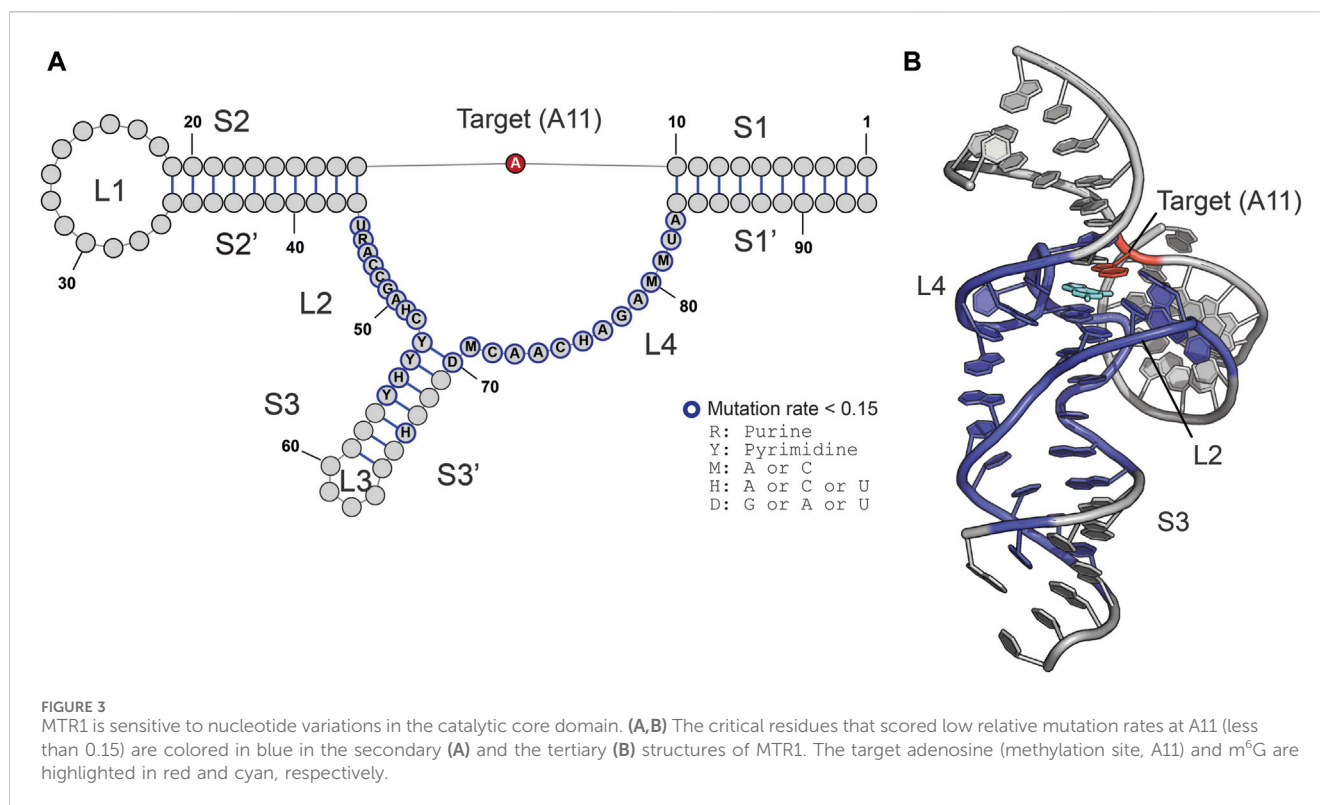 A
B
20
S2
Target (A11)
10
S1
1
A
L1
S2'
40
30
A
S1'
90
U
M
M
80
A
G
A
H
C
A
A
C
M
L4
U
R
A
C
C
G
A
H
C
L2
50
Y
Y
H
Y
D
70
H
S3
60
L3
S3'
Mutation rate < 0.15
R: Purine
Y: Pyrimidine
M: A or C
H: A or C or U
D: G or A or U
Target (A11)
L4
L2
S3
FIGURE 3
MTR1 is sensitive to nucleotide variations in the catalytic core domain. (A,B) The critical residues that scored low relative mutation rates at A11 (less
than 0.15) are colored in blue in the secondary (A) and the tertiary (B) structures of MTR1. The target adenosine (methylation site, A11) and m⁶G are
highlighted in red and cyan, respectively.